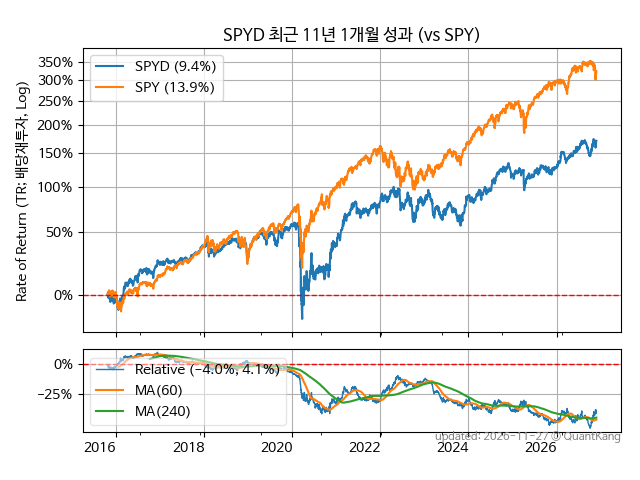 SPYD 최근 11년 1개월 성과 (vs SPY)
Rate of Return (TR; 배당재투자, Log)
350%
300%
250%
200%
150%
100%
50%
0%
SPYD (9.4%)
SPY (13.9%)
0%
−25%
Relative (−4.0%, 4.1%)
MA(60)
MA(240)
2016 2018 2020 2022 2024 2026
updated: 2026-11-27 © QuantKang